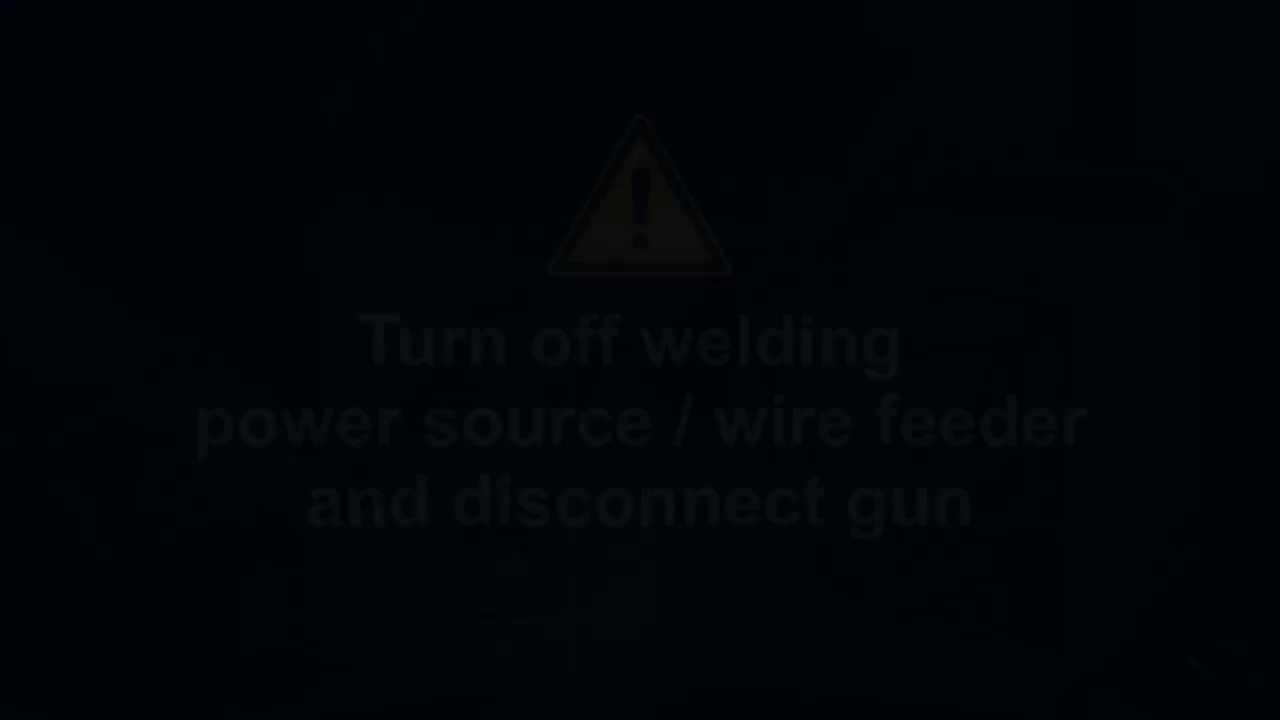 Turn off welding
power source / wire feeder
and disconnect gun